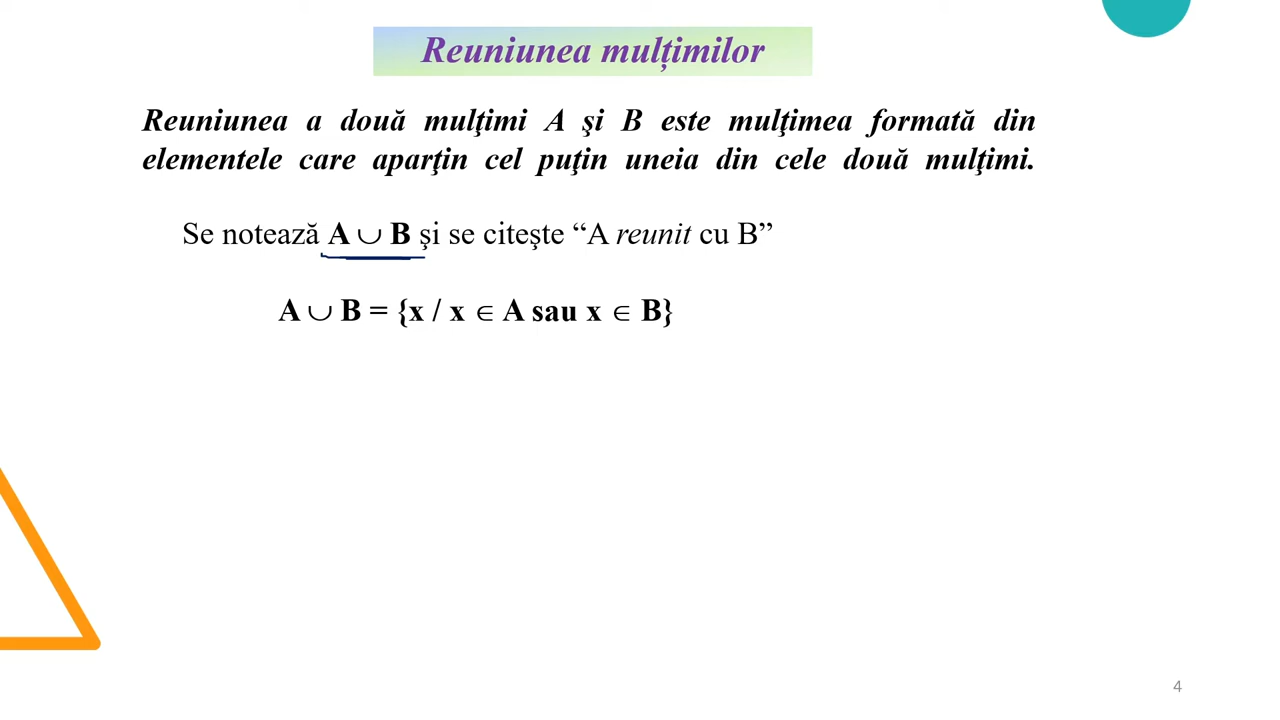 Reuniunea mulțimilor
Reuniunea a două mulţimi A şi B este mulţimea formată din
elementele care aparţin cel puţin uneia din cele două mulţimi.
Se notează A ∪ B şi se citeşte “A reunit cu B”
A ∪ B = {x / x ∈ A sau x ∈ B}
4